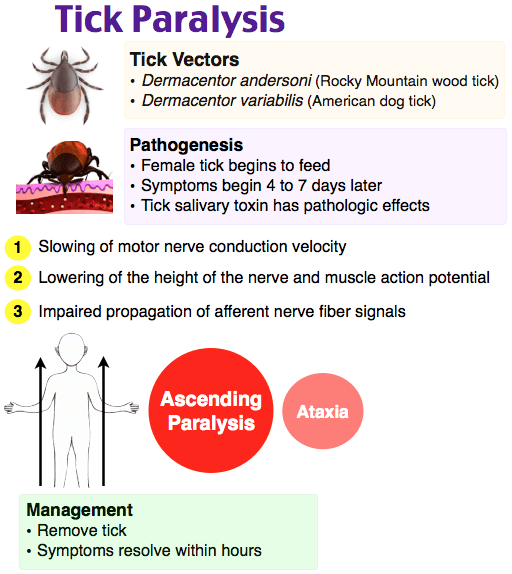 Tick Paralysis
Tick Vectors
• Dermacentor andersoni (Rocky Mountain wood tick)
• Dermacentor variabilis (American dog tick)
Pathogenesis
• Female tick begins to feed
• Symptoms begin 4 to 7 days later
• Tick salivary toxin has pathologic effects
1 Slowing of motor nerve conduction velocity
2 Lowering of the height of the nerve and muscle action potential
3 Impaired propagation of afferent nerve fiber signals
Ascending
Paralysis
Ataxia
Management
• Remove tick
• Symptoms resolve within hours